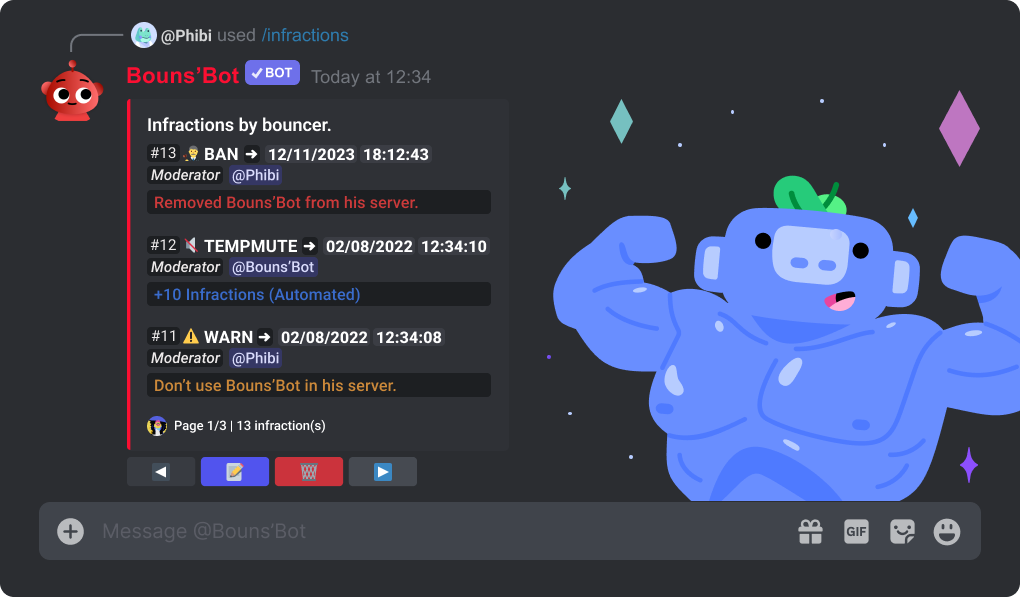 @Phibi used /infractions
Bouns’Bot ✓BOT Today at 12:34
Infractions by bouncer.
#13 BAN ➜ 12/11/2023 18:12:43
Moderator @Phibi
Removed Bouns’Bot from his server.
#12 TEMPMUTE ➜ 02/08/2022 12:34:10
Moderator @Bouns’Bot
+10 Infractions (Automated)
#11 WARN ➜ 02/08/2022 12:34:08
Moderator @Phibi
Don’t use Bouns’Bot in his server.
Page 1/3 | 13 infraction(s)
Message @Bouns’Bot
GIF